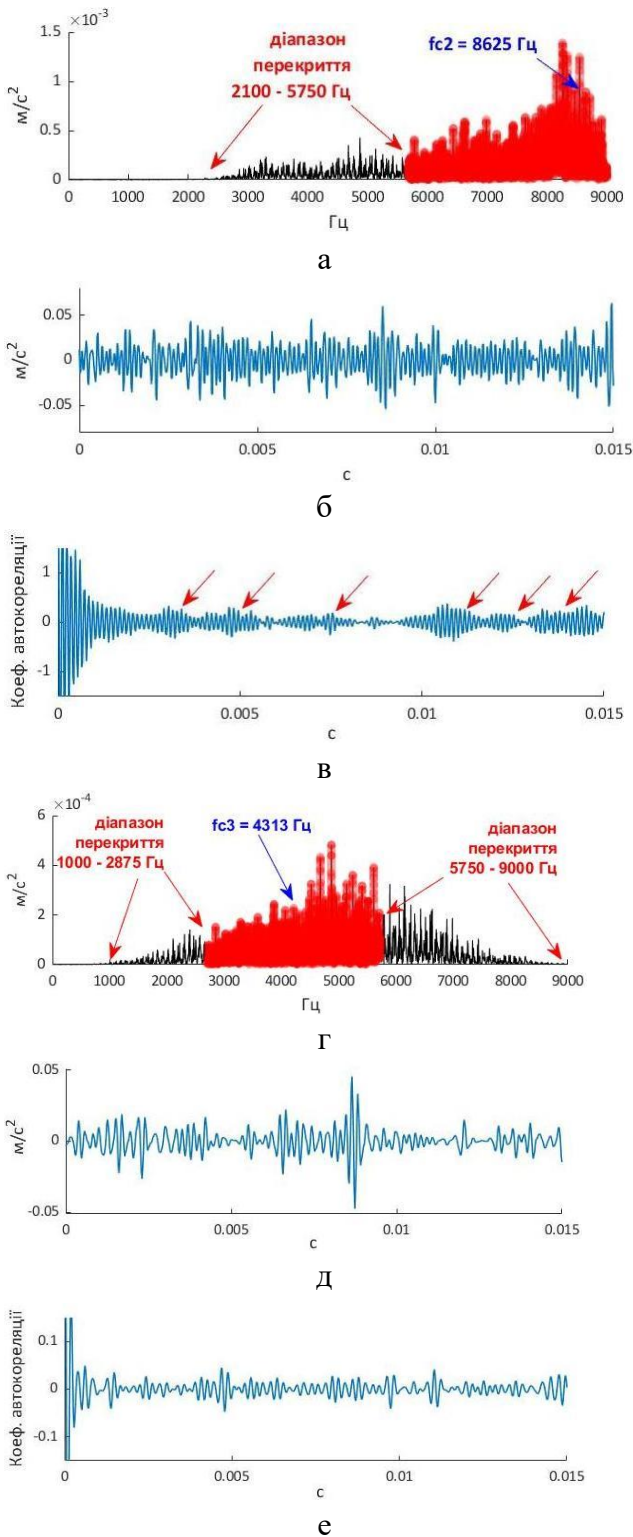 ×10⁻³
1.5
1
0.5
0
м/с²
діапазон
перекриття
2100 - 5750 Гц
fc2 = 8625 Гц
0 1000 2000 3000 4000 5000 6000 7000 8000 9000
Гц
а
0.05
0
-0.05
м/с²
0 0.005 0.01 0.015
с
б
1
0
-1
Коеф. автокореляції
0 0.005 0.01 0.015
с
в
×10⁻⁴
6
4
2
0
м/с²
діапазон
перекриття
1000 - 2875 Гц
fc3 = 4313 Гц
діапазон
перекриття
5750 - 9000 Гц
0 1000 2000 3000 4000 5000 6000 7000 8000 9000
Гц
г
0.05
0
-0.05
м/с²
0 0.005 0.01 0.015
с
д
0.1
0
-0.1
Коеф. автокореляції
0 0.005 0.01 0.015
с
е